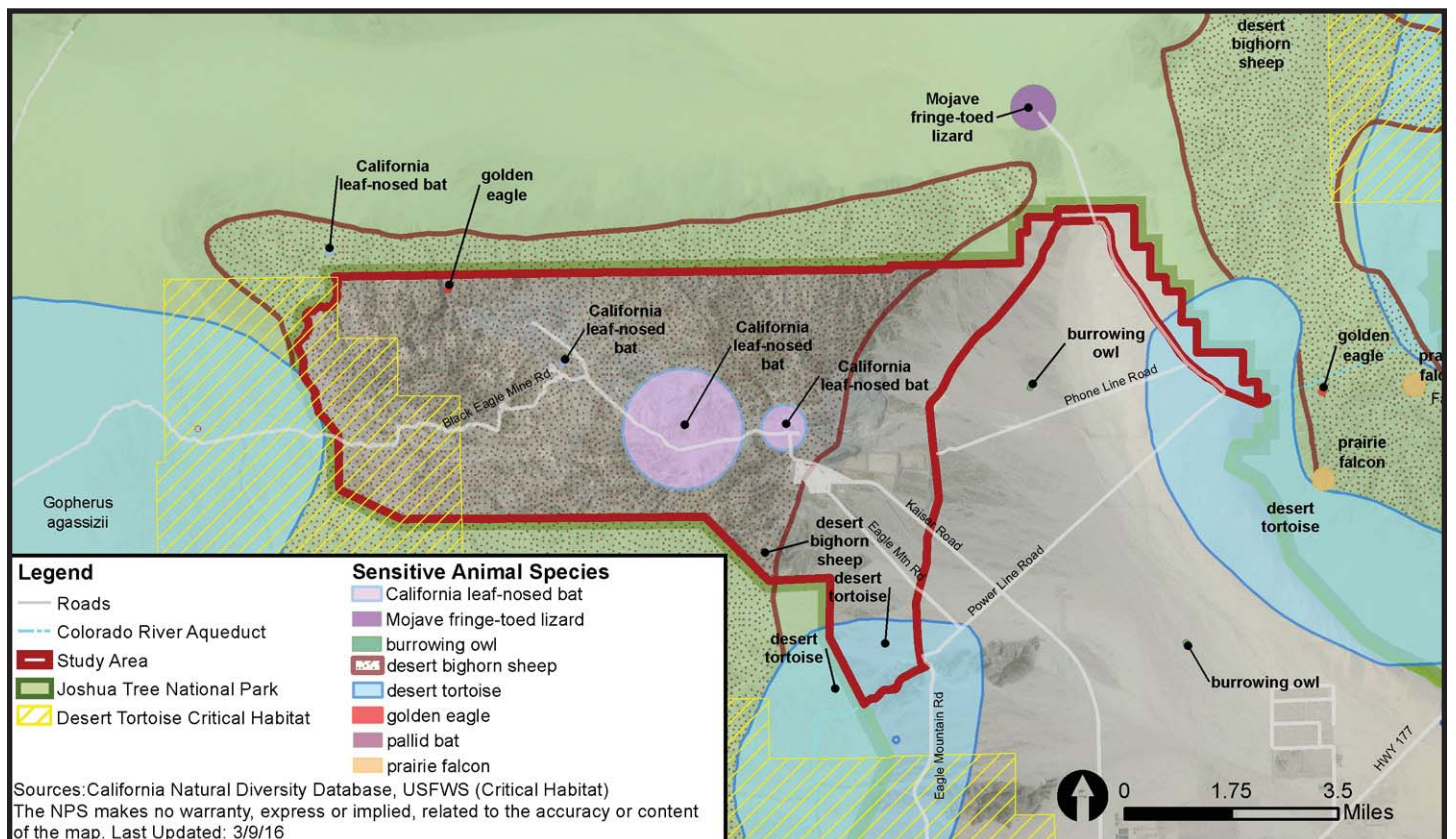 desert
bighorn
sheep
Mojave
fringe-toed
lizard
California
leaf-nosed bat
golden
eagle
California
leaf-nosed
bat
California
leaf-nosed
bat
California
leaf-nosed bat
burrowing
owl
golden
eagle
Phone Line Road
Black Eagle Mine Rd
prairie
falcon
Gopherus
agassizii
desert
tortoise
Kaiser Road
Eagle Mtn Rd
Power Line Road
desert
bighorn
sheep
desert
tortoise
desert
tortoise
burrowing owl
Eagle Mountain Rd
HWY 177
Legend
Roads
Colorado River Aqueduct
Study Area
Joshua Tree National Park
Desert Tortoise Critical Habitat
Sensitive Animal Species
California leaf-nosed bat
Mojave fringe-toed lizard
burrowing owl
desert bighorn sheep
desert tortoise
golden eagle
pallid bat
prairie falcon
Sources:California Natural Diversity Database, USFWS (Critical Habitat)
The NPS makes no warranty, express or implied, related to the accuracy or content
of the map. Last Updated: 3/9/16
0 1.75 3.5
Miles